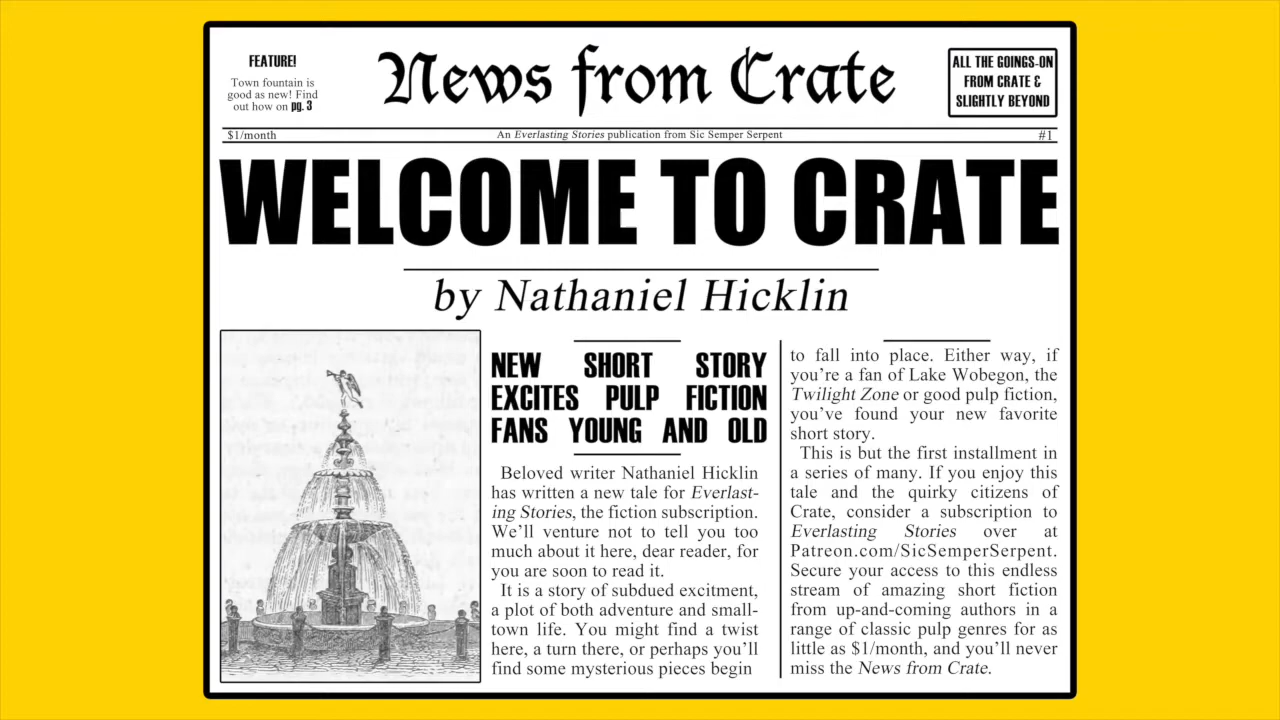 FEATURE!
Town fountain is
good as new! Find
out how on pg. 3
News from Crate
ALL THE GOINGS-ON
FROM CRATE &
SLIGHTLY BEYOND
$1/month
An Everlasting Stories publication from Sic Semper Serpent
#1
WELCOME TO CRATE
by Nathaniel Hicklin
NEW SHORT STORY
EXCITES PULP FICTION
FANS YOUNG AND OLD
Beloved writer Nathaniel Hicklin
has written a new tale for Everlast-
ing Stories, the fiction subscription.
We'll venture not to tell you too
much about it here, dear reader, for
you are soon to read it.
It is a story of subdued excitment,
a plot of both adventure and small-
town life. You might find a twist
here, a turn there, or perhaps you'll
find some mysterious pieces begin
to fall into place. Either way, if
you're a fan of Lake Wobegon, the
Twilight Zone or good pulp fiction,
you've found your new favorite
short story.
This is but the first installment in
a series of many. If you enjoy this
tale and the quirky citizens of
Crate, consider a subscription to
Everlasting Stories over at
Patreon.com/SicSemperSerpent.
Secure your access to this endless
stream of amazing short fiction
from up-and-coming authors in a
range of classic pulp genres for as
little as $1/month, and you'll never
miss the News from Crate.